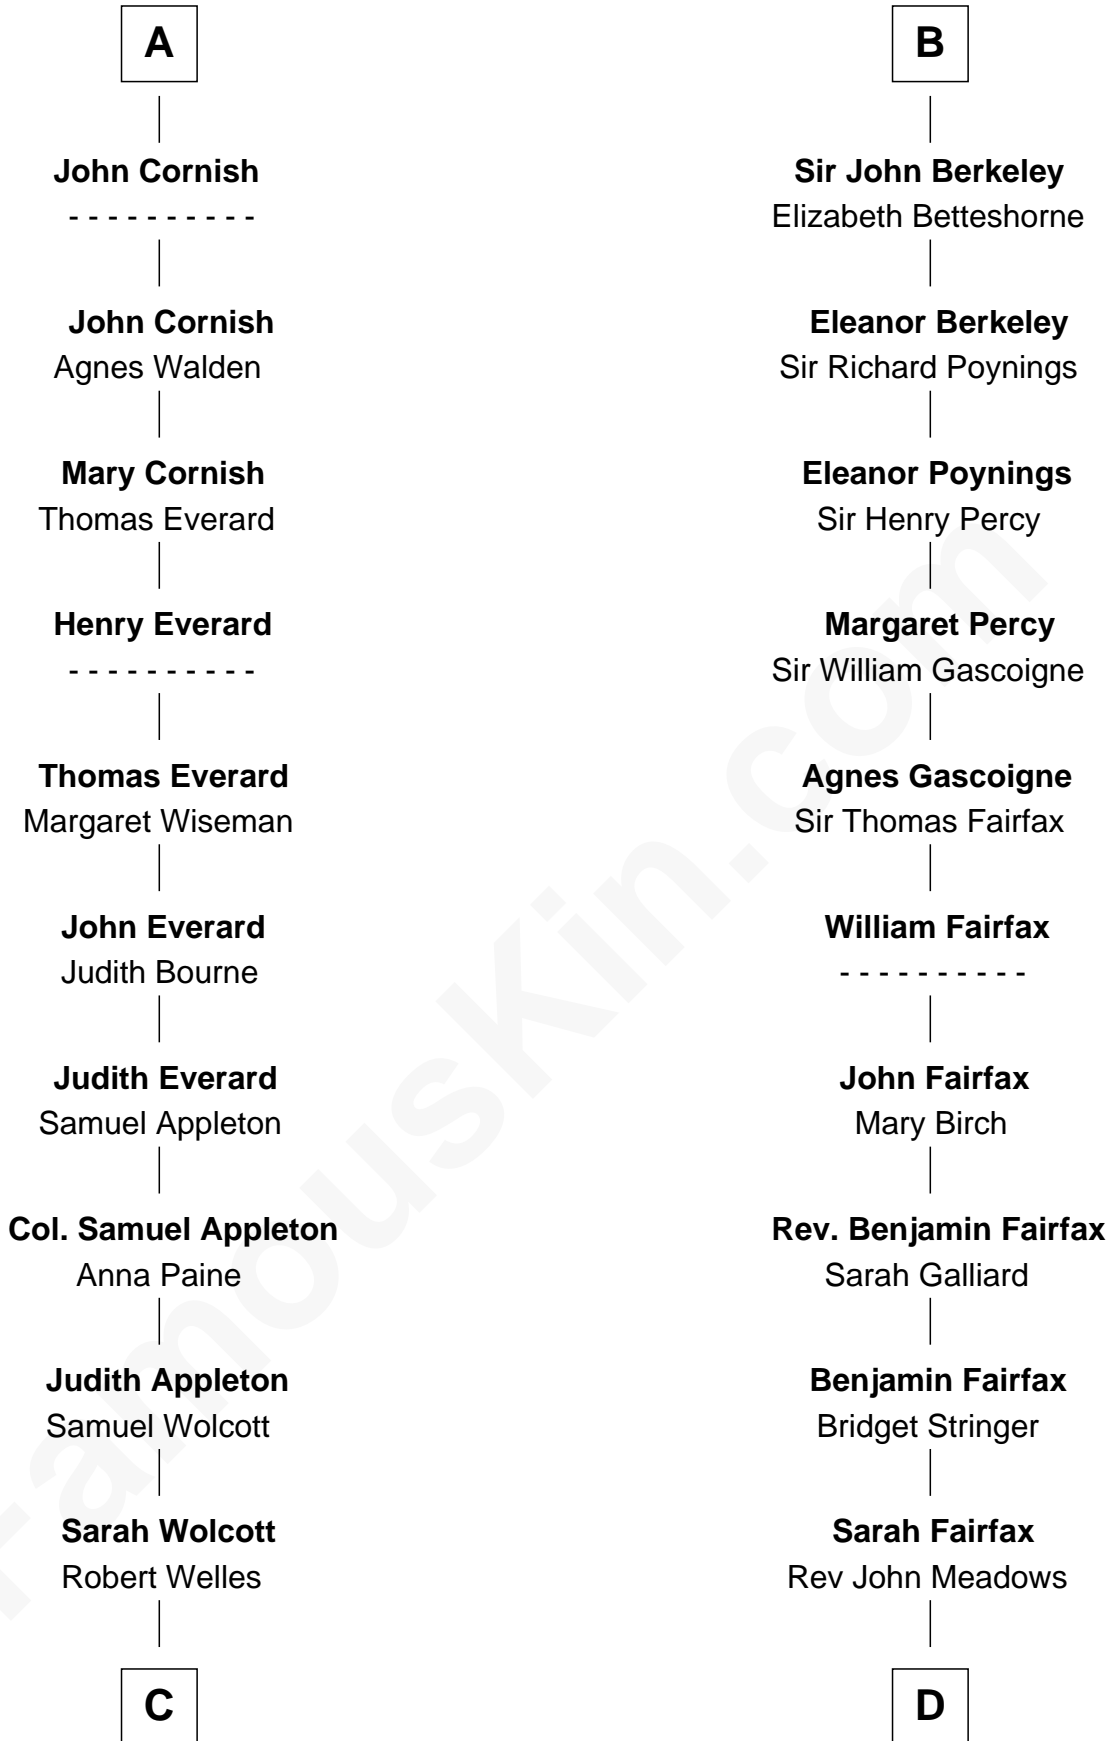 A
John Cornish
- - - - - - - - - -
John Cornish
Agnes Walden
Mary Cornish
Thomas Everard
Henry Everard
- - - - - - - - - -
Thomas Everard
Margaret Wiseman
John Everard
Judith Bourne
Judith Everard
Samuel Appleton
Col. Samuel Appleton
Anna Paine
Judith Appleton
Samuel Wolcott
Sarah Wolcott
Robert Welles
C
B
Sir John Berkeley
Elizabeth Betteshorne
Eleanor Berkeley
Sir Richard Poynings
Eleanor Poynings
Sir Henry Percy
Margaret Percy
Sir William Gascoigne
Agnes Gascoigne
Sir Thomas Fairfax
William Fairfax
- - - - - - - - - -
John Fairfax
Mary Birch
Rev. Benjamin Fairfax
Sarah Galliard
Benjamin Fairfax
Bridget Stringer
Sarah Fairfax
Rev John Meadows
D
FamousKin.com